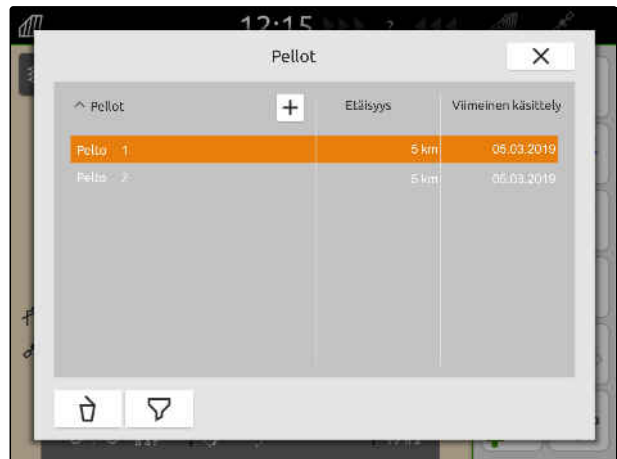 12:15
Pellot
^ Pellot + Etäisyys Viimeinen käsittely
Pelto 1 5 km 05.03.2019
Pelto 2 5 km 05.03.2019